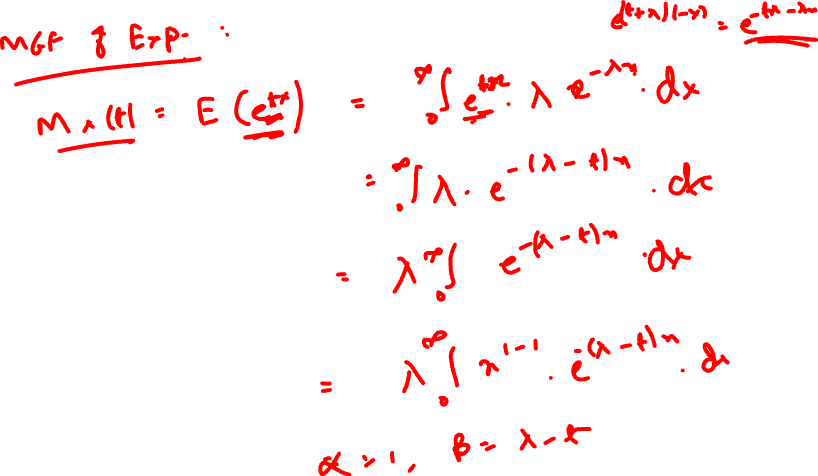 MGF of Exp. :
e^{(t+λ)(-x)} = e^{-tx-λx}
M_x(t) = E(e^{tx}) = ∫_0^∞ e^{tx} · λ e^{-λx} · dx
= ∫_0^∞ λ · e^{-(λ-t)x} · dx
= λ ∫_0^∞ e^{-(λ-t)x} · dx
= λ ∫_0^∞ x^{1-1} · e^{-(λ-t)x} · dx
α = 1, β = λ-t